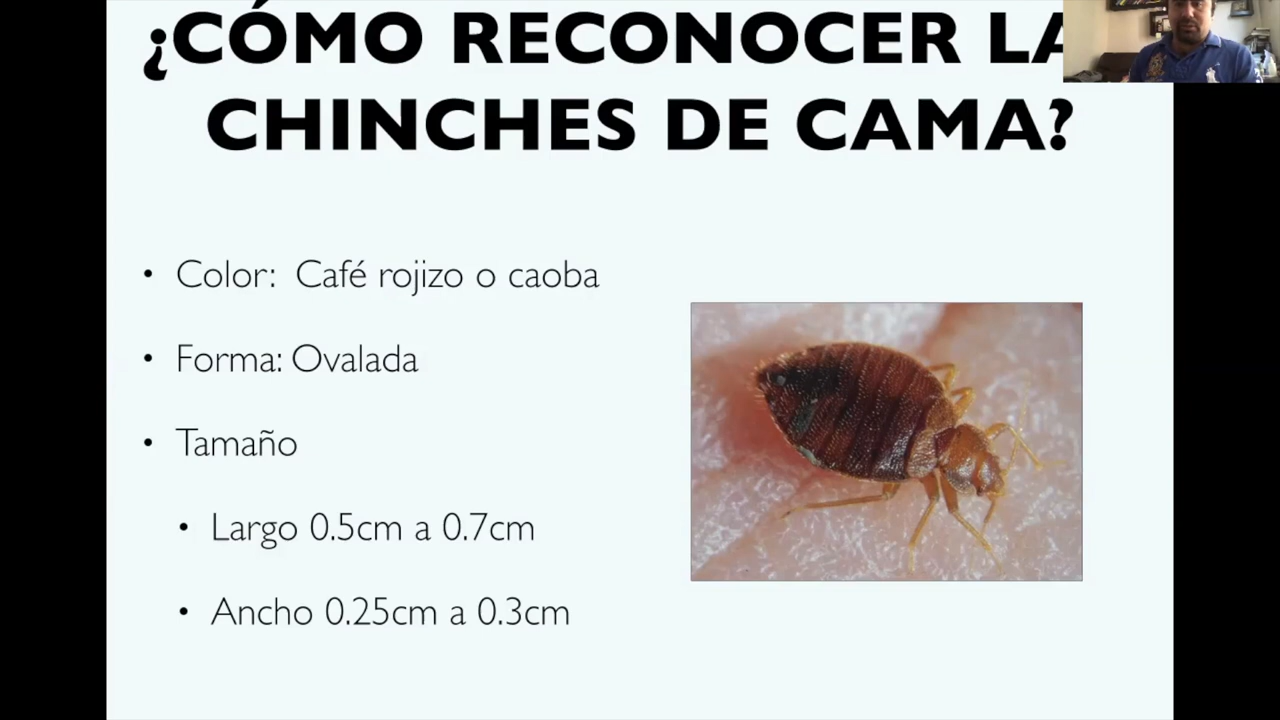 ¿CÓMO RECONOCER LA
CHINCHES DE CAMA?
• Color: Café rojizo o caoba
• Forma: Ovalada
• Tamaño
• Largo 0.5cm a 0.7cm
• Ancho 0.25cm a 0.3cm